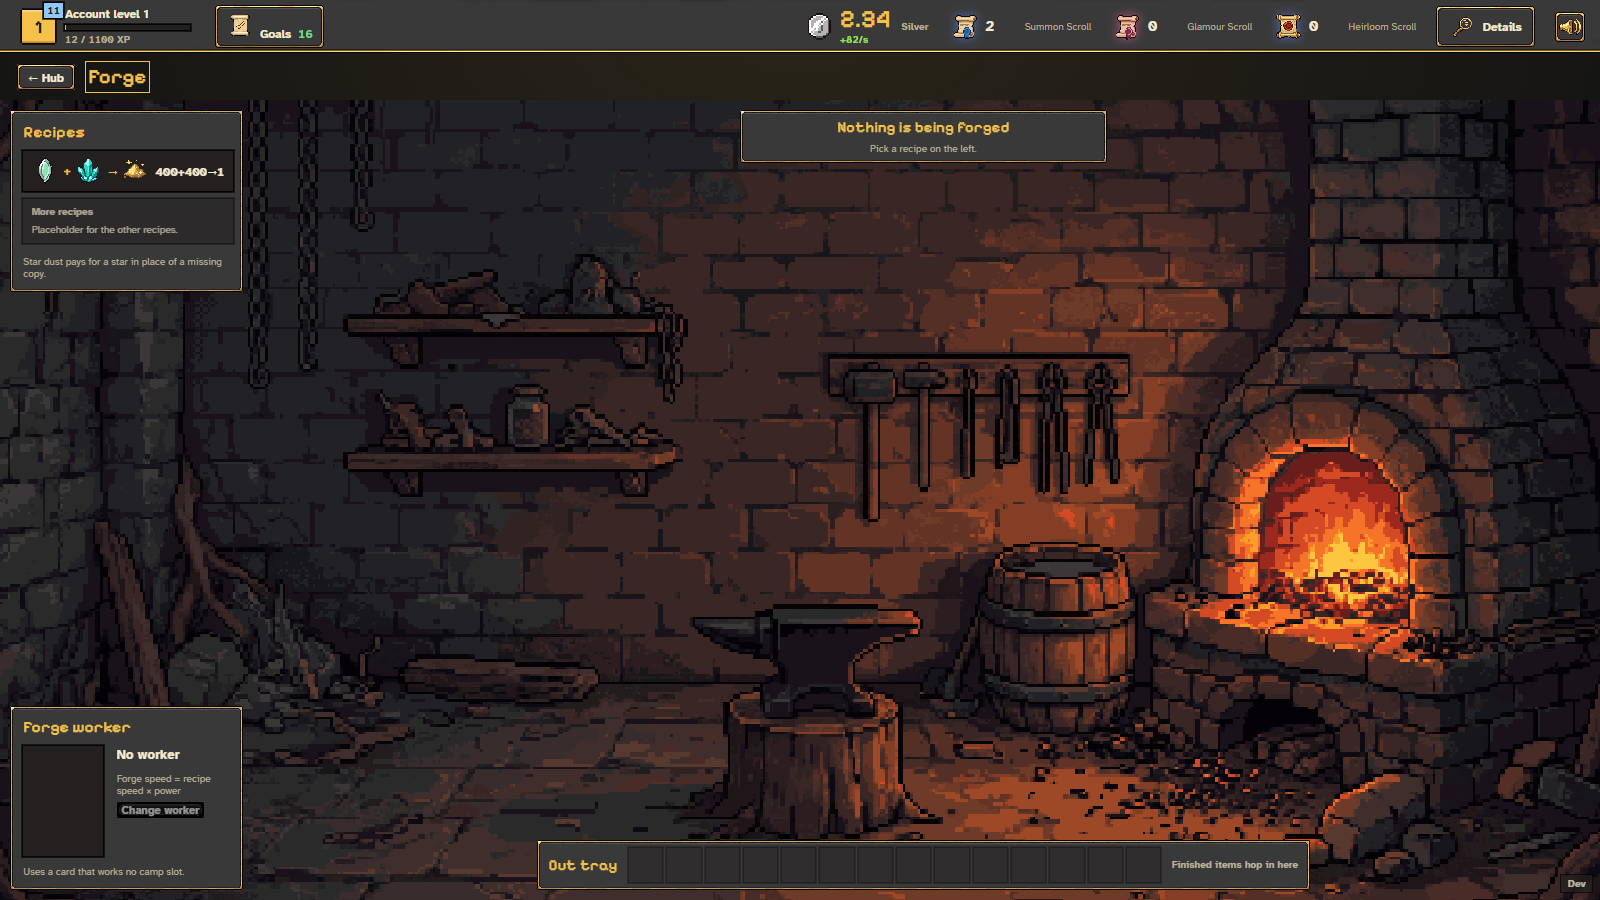 11
1
Account level 1
12 / 1100 XP
Goals 16
2.34
+82/s
Silver
2
Summon Scroll
0
Glamour Scroll
0
Heirloom Scroll
Details
← Hub
Forge
Recipes
+ → 400+400→1
More recipes
Placeholder for the other recipes.
Star dust pays for a star in place of a missing
copy.
Nothing is being forged
Pick a recipe on the left.
Forge worker
No worker
Forge speed = recipe
speed × power
Change worker
Uses a card that works no camp slot.
Out tray
Finished items hop in here
Dev